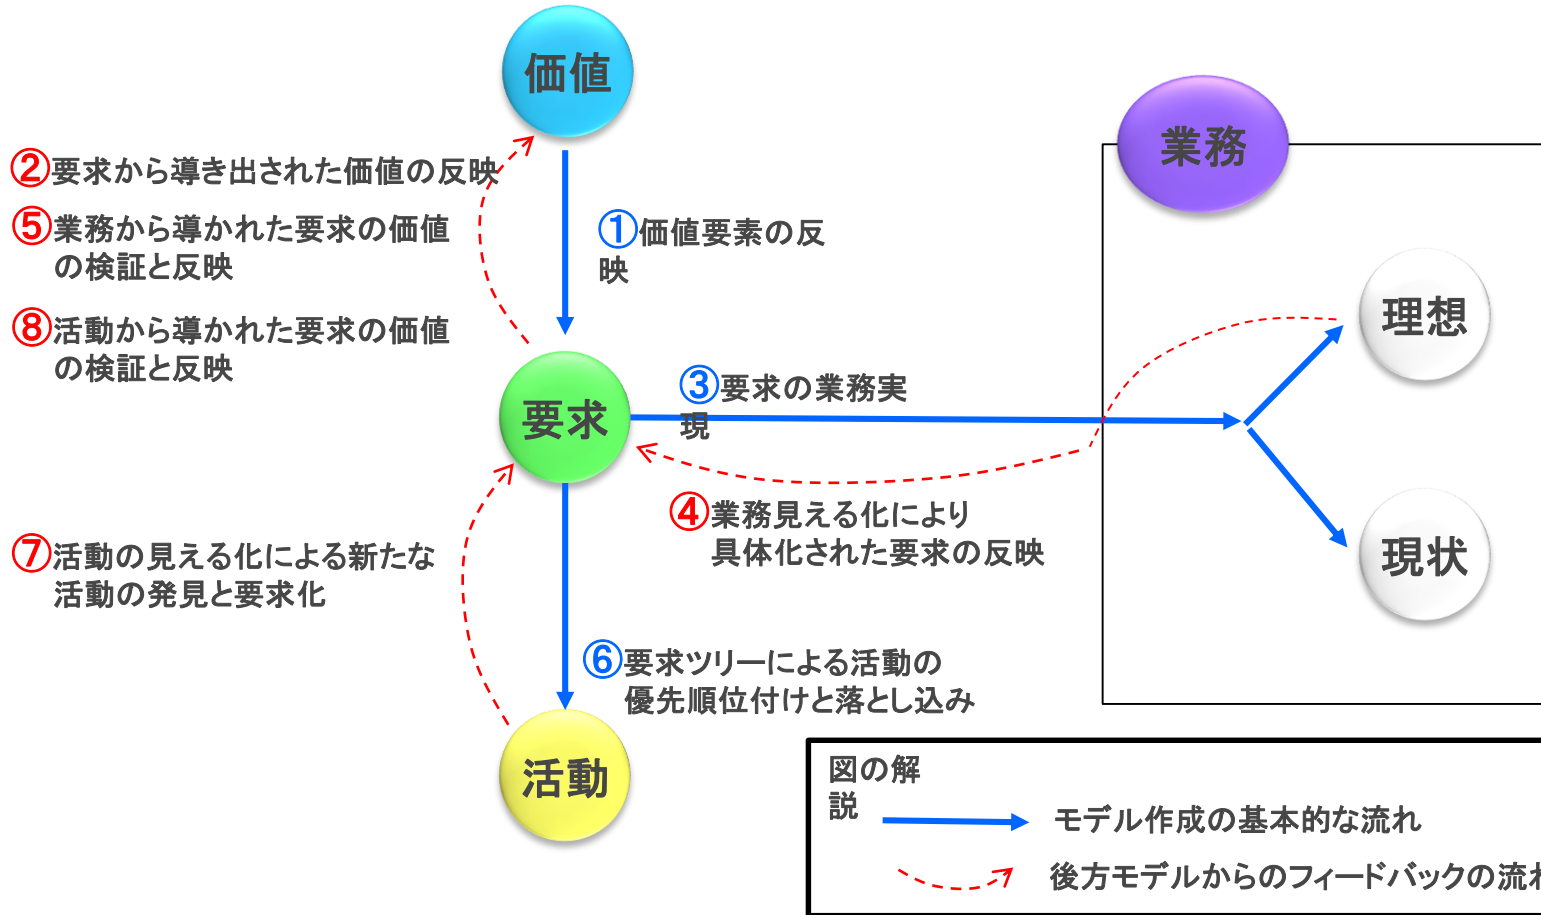 価値
業務
②要求から導き出された価値の反映
⑤業務から導かれた要求の価値
の検証と反映
①価値要素の反
映
⑧活動から導かれた要求の価値
の検証と反映
理想
③要求の業務実
現
要求
④業務見える化により
具体化された要求の反映
現状
⑦活動の見える化による新たな
活動の発見と要求化
⑥要求ツリーによる活動の
優先順位付けと落とし込み
活動
図の解
説
モデル作成の基本的な流れ
後方モデルからのフィードバックの流れ